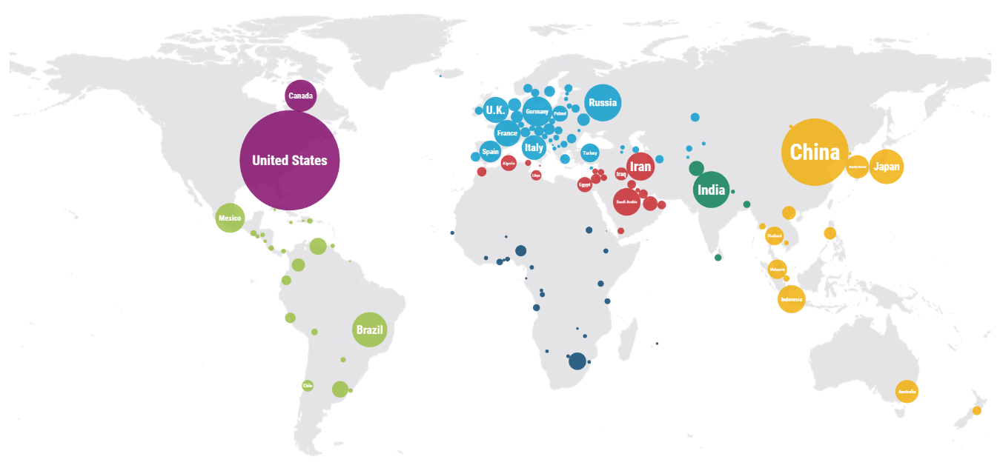 Canada
United States
Mexico
Brazil
Chile
U.K.
Germany
Poland
Russia
France
Spain
Italy
Turkey
Algeria
Libya
Egypt
Iraq
Iran
Saudi Arabia
India
China
South Korea
Japan
Thailand
Malaysia
Indonesia
Australia